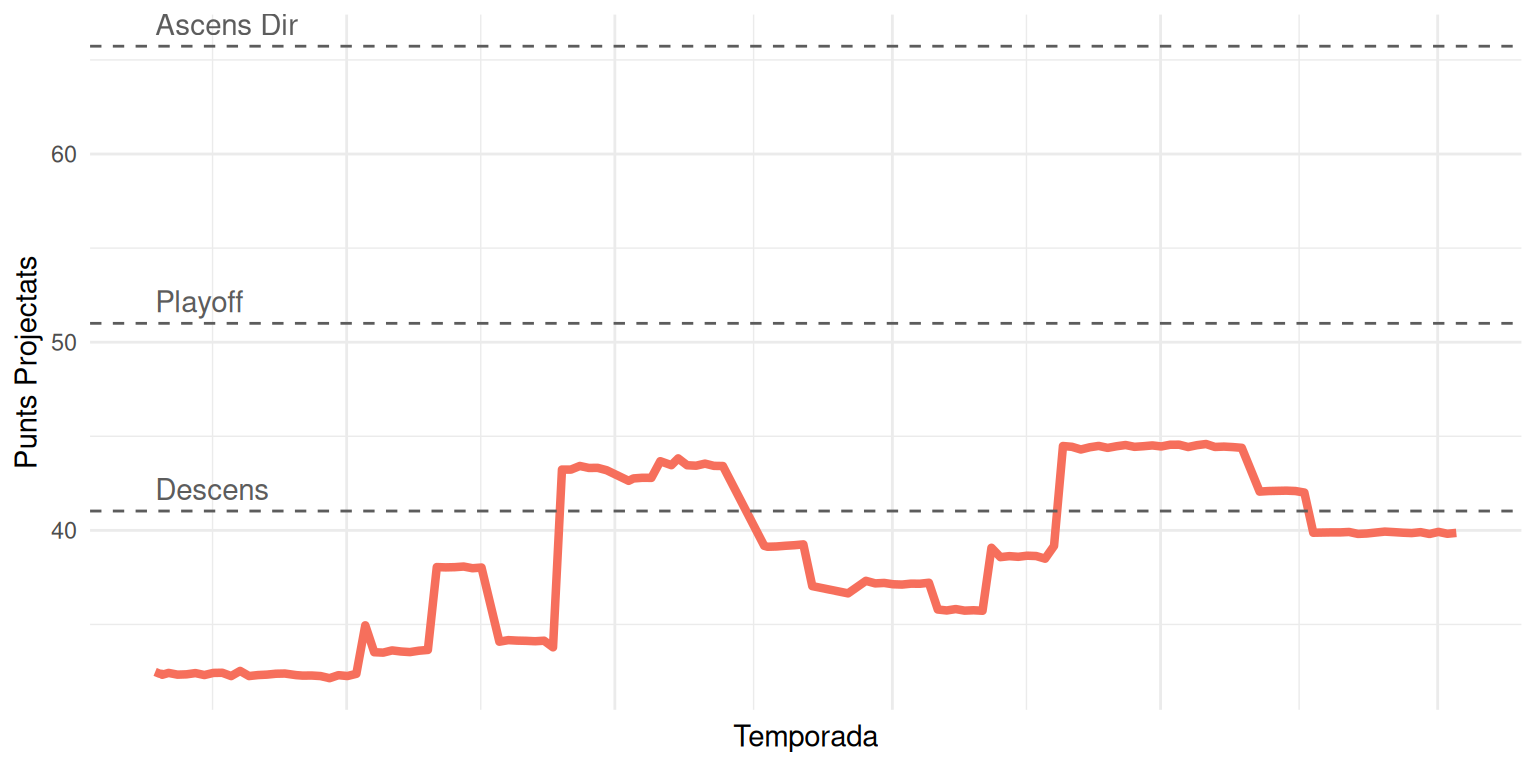 Ascens Dir
60
Playoff
50
Descens
40
Punts Projectats
Temporada